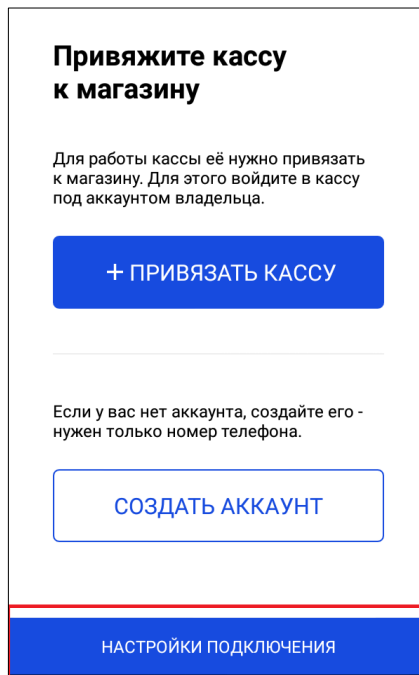 Привяжите кассу
к магазину
Для работы кассы её нужно привязать
к магазину. Для этого войдите в кассу
под аккаунтом владельца.
+ ПРИВЯЗАТЬ КАССУ
Если у вас нет аккаунта, создайте его -
нужен только номер телефона.
СОЗДАТЬ АККАУНТ
НАСТРОЙКИ ПОДКЛЮЧЕНИЯ